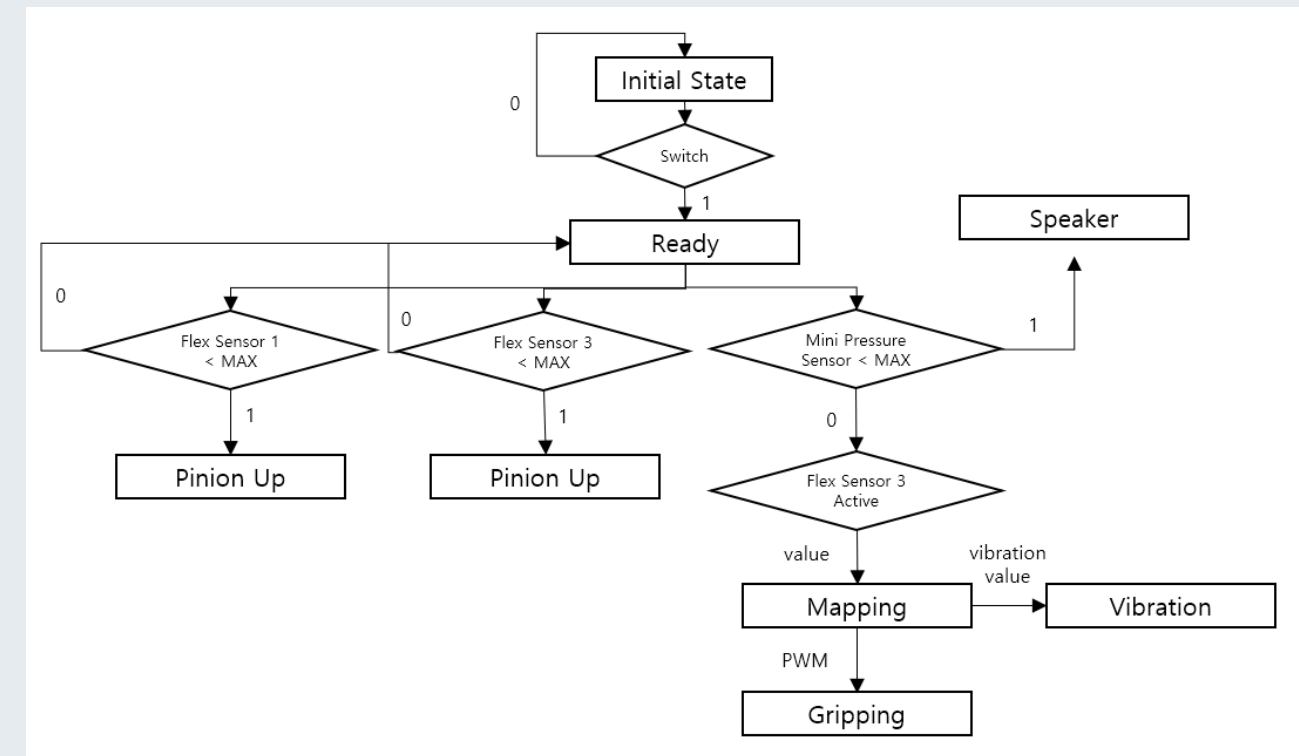 Initial State
0
Switch
1
Speaker
Ready
0
0
1
Flex Sensor 1
< MAX
Flex Sensor 3
< MAX
Mini Pressure
Sensor < MAX
1
1
0
Pinion Up
Pinion Up
Flex Sensor 3
Active
value
vibration
value
Mapping
Vibration
PWM
Gripping